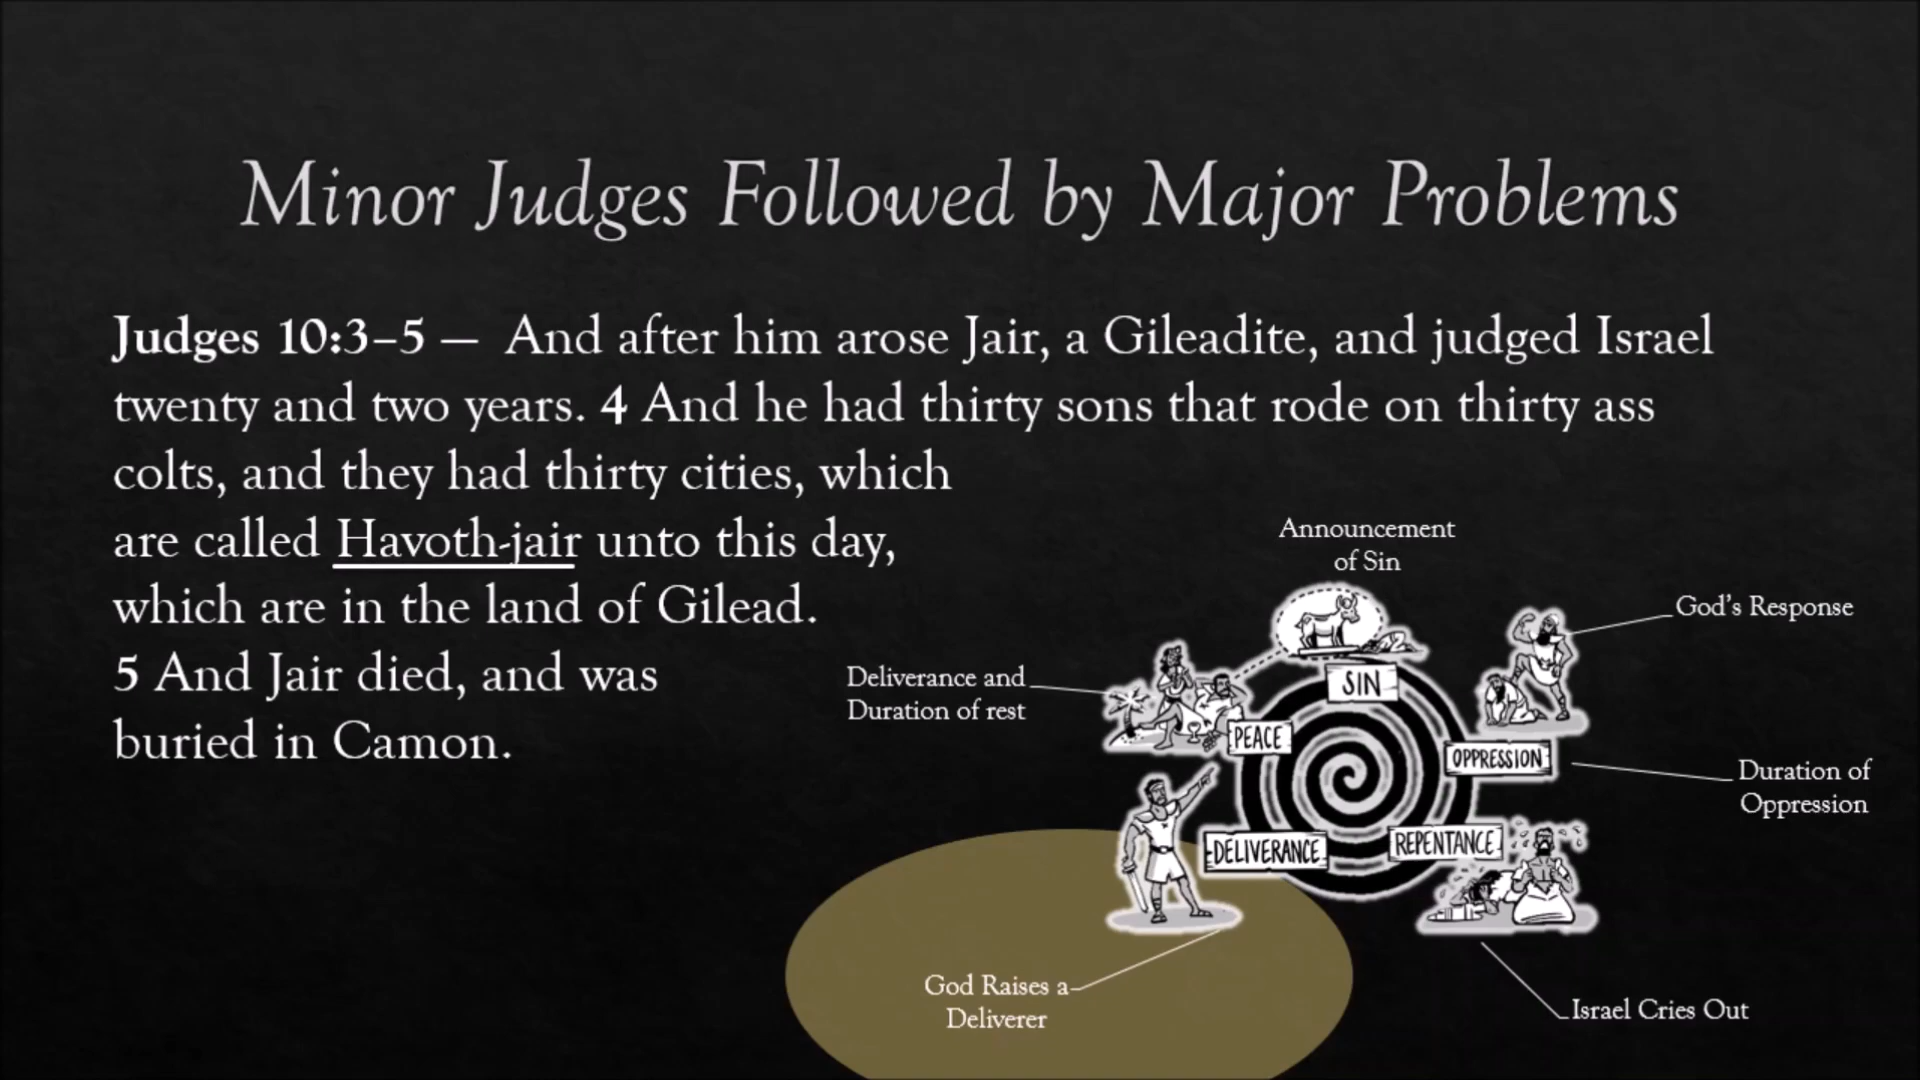 Minor Judges Followed by Major Problems
Judges 10:3–5 — And after him arose Jair, a Gileadite, and judged Israel
twenty and two years. 4 And he had thirty sons that rode on thirty ass
colts, and they had thirty cities, which
are called Havoth-jair unto this day,
which are in the land of Gilead.
5 And Jair died, and was
buried in Camon.
Announcement
of Sin
God's Response
Deliverance and
Duration of rest
SIN
PEACE
OPPRESSION
Duration of
Oppression
DELIVERANCE
REPENTANCE
God Raises a
Deliverer
Israel Cries Out